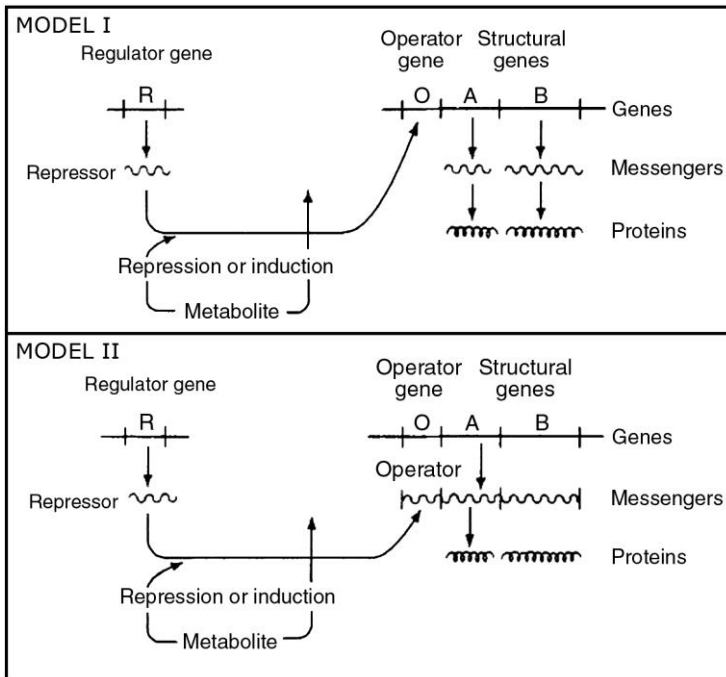 MODEL I
Regulator gene
Operator gene
Structural genes
R
O A B
Genes
Repressor
Messengers
Proteins
Repression or induction
Metabolite
MODEL II
Regulator gene
Operator gene
Structural genes
R
O A B
Genes
Operator
Repressor
Messengers
Proteins
Repression or induction
Metabolite